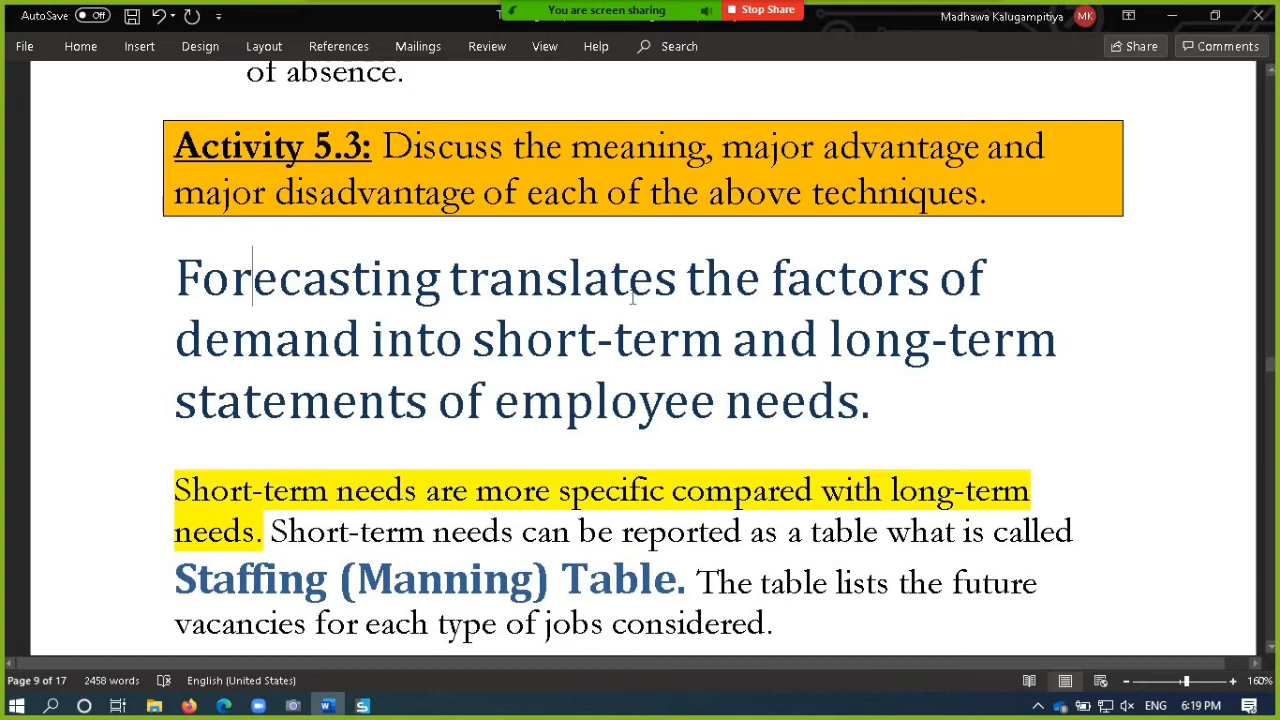 AutoSave Off
You are screen sharing
Stop Share
Madhawa Kalugampitiya MK
File Home Insert Design Layout References Mailings Review View Help Search Share Comments
of absence.
Activity 5.3: Discuss the meaning, major advantage and
major disadvantage of each of the above techniques.
Forecasting translates the factors of
demand into short-term and long-term
statements of employee needs.
Short-term needs are more specific compared with long-term
needs. Short-term needs can be reported as a table what is called
Staffing (Manning) Table. The table lists the future
vacancies for each type of jobs considered.
Page 9 of 17 2458 words English (United States) 160%
ENG 6:19 PM